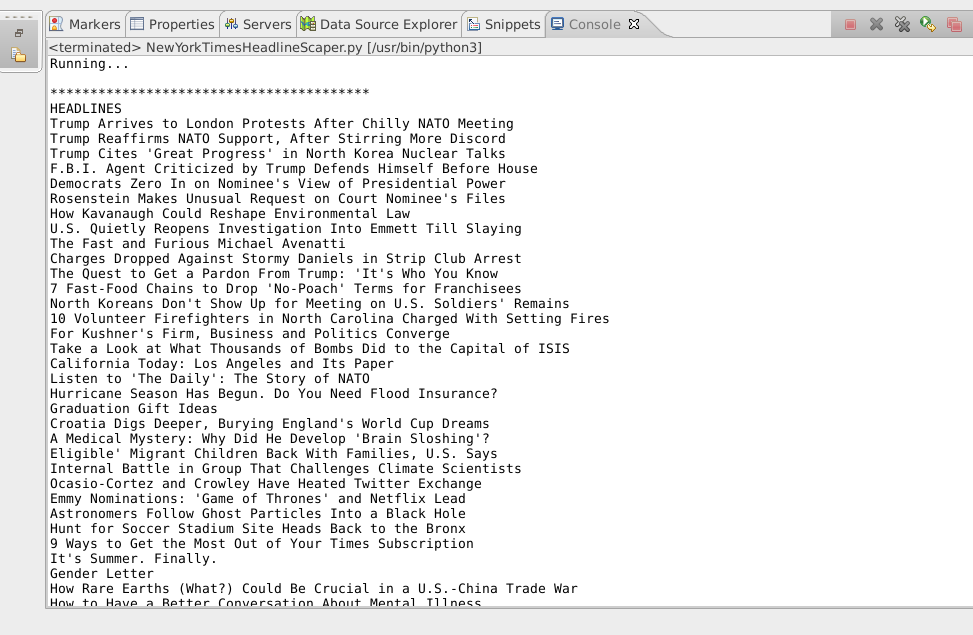 Markers Properties Servers Data Source Explorer Snippets Console
<terminated> NewYorkTimesHeadlineScaper.py [/usr/bin/python3]
Running...
****************************************
HEADLINES
Trump Arrives to London Protests After Chilly NATO Meeting
Trump Reaffirms NATO Support, After Stirring More Discord
Trump Cites 'Great Progress' in North Korea Nuclear Talks
F.B.I. Agent Criticized by Trump Defends Himself Before House
Democrats Zero In on Nominee's View of Presidential Power
Rosenstein Makes Unusual Request on Court Nominee's Files
How Kavanaugh Could Reshape Environmental Law
U.S. Quietly Reopens Investigation Into Emmett Till Slaying
The Fast and Furious Michael Avenatti
Charges Dropped Against Stormy Daniels in Strip Club Arrest
The Quest to Get a Pardon From Trump: 'It's Who You Know
7 Fast-Food Chains to Drop 'No-Poach' Terms for Franchisees
North Koreans Don't Show Up for Meeting on U.S. Soldiers' Remains
10 Volunteer Firefighters in North Carolina Charged With Setting Fires
For Kushner's Firm, Business and Politics Converge
Take a Look at What Thousands of Bombs Did to the Capital of ISIS
California Today: Los Angeles and Its Paper
Listen to 'The Daily': The Story of NATO
Hurricane Season Has Begun. Do You Need Flood Insurance?
Graduation Gift Ideas
Croatia Digs Deeper, Burying England's World Cup Dreams
A Medical Mystery: Why Did He Develop 'Brain Sloshing'?
Eligible' Migrant Children Back With Families, U.S. Says
Internal Battle in Group That Challenges Climate Scientists
Ocasio-Cortez and Crowley Have Heated Twitter Exchange
Emmy Nominations: 'Game of Thrones' and Netflix Lead
Astronomers Follow Ghost Particles Into a Black Hole
Hunt for Soccer Stadium Site Heads Back to the Bronx
9 Ways to Get the Most Out of Your Times Subscription
It's Summer. Finally.
Gender Letter
How Rare Earths (What?) Could Be Crucial in a U.S.-China Trade War
How to Have a Better Conversation About Mental Illness